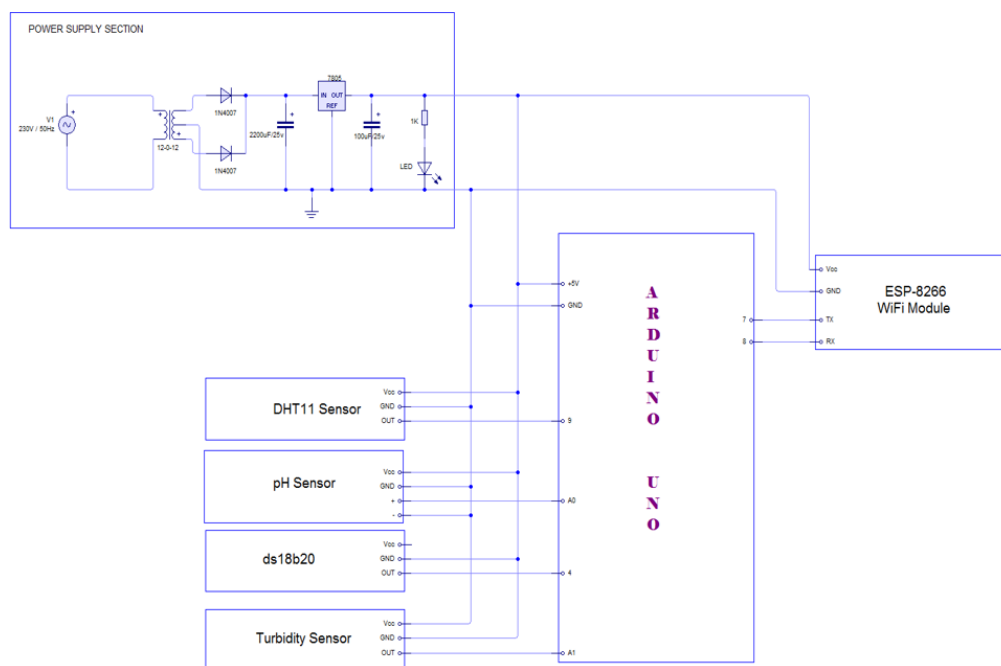 POWER SUPPLY SECTION
V1
230V / 50Hz
12-0-12
1N4007
1N4007
2200uF/25v
7805
IN OUT
REF
100uF/25v
1K
LED
+5V
GND
7
8
9
A0
4
A1
ARDUINO UNO
Vcc
GND
TX
RX
ESP-8266
WiFi Module
DHT11 Sensor
Vcc
GND
OUT
pH Sensor
Vcc
GND
+
-
ds18b20
Vcc
GND
OUT
Turbidity Sensor
Vcc
GND
OUT